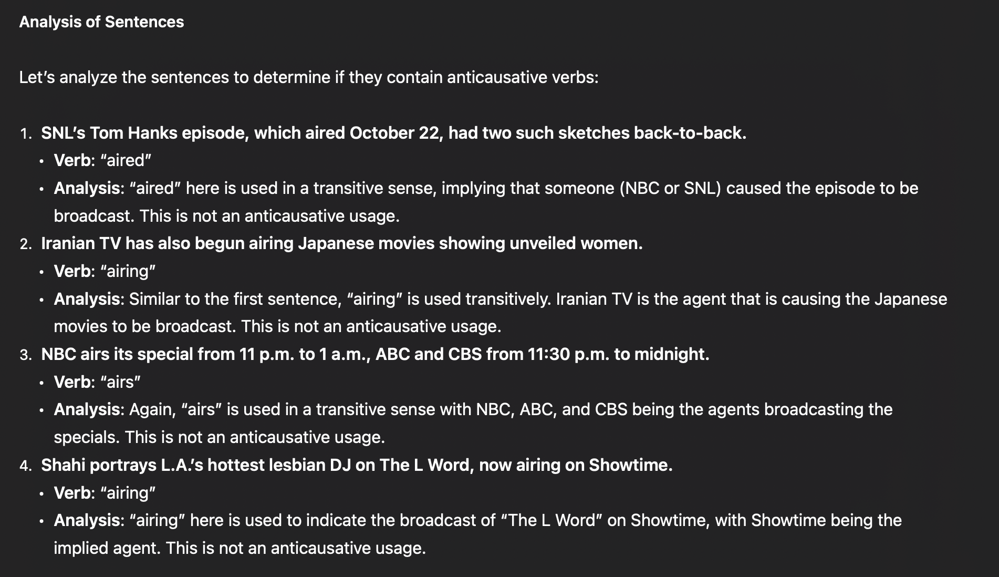 Analysis of Sentences
Let’s analyze the sentences to determine if they contain anticausative verbs:
1. SNL’s Tom Hanks episode, which aired October 22, had two such sketches back-to-back.
• Verb: “aired”
• Analysis: “aired” here is used in a transitive sense, implying that someone (NBC or SNL) caused the episode to be
broadcast. This is not an anticausative usage.
2. Iranian TV has also begun airing Japanese movies showing unveiled women.
• Verb: “airing”
• Analysis: Similar to the first sentence, “airing” is used transitively. Iranian TV is the agent that is causing the Japanese
movies to be broadcast. This is not an anticausative usage.
3. NBC airs its special from 11 p.m. to 1 a.m., ABC and CBS from 11:30 p.m. to midnight.
• Verb: “airs”
• Analysis: Again, “airs” is used in a transitive sense with NBC, ABC, and CBS being the agents broadcasting the
specials. This is not an anticausative usage.
4. Shahi portrays L.A.’s hottest lesbian DJ on The L Word, now airing on Showtime.
• Verb: “airing”
• Analysis: “airing” here is used to indicate the broadcast of “The L Word” on Showtime, with Showtime being the
implied agent. This is not an anticausative usage.